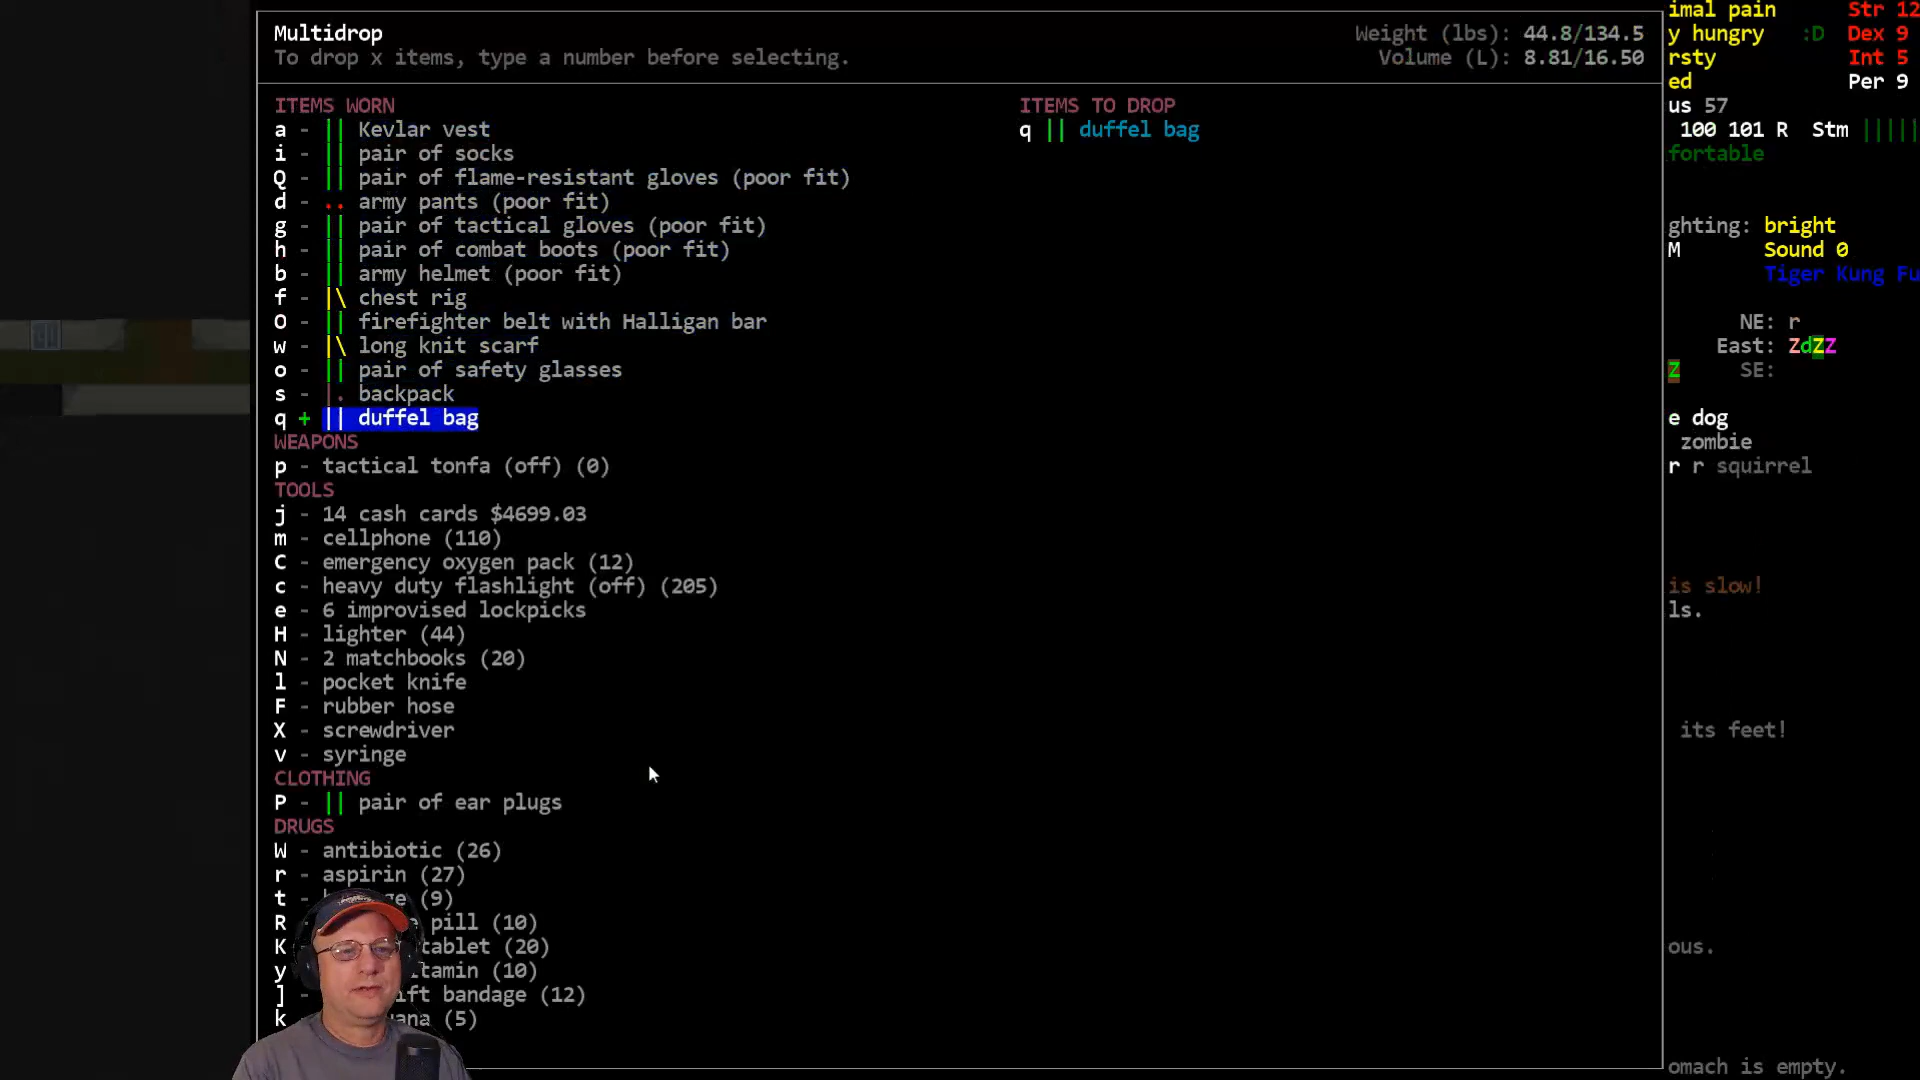 Multidrop
Weight (lbs): 44.8/134.5
To drop x items, type a number before selecting.
Volume (L): 8.81/16.50
ITEMS WORN
a - || Kevlar vest
i - || pair of socks
Q - || pair of flame-resistant gloves (poor fit)
d - .. army pants (poor fit)
g - || pair of tactical gloves (poor fit)
h - || pair of combat boots (poor fit)
b - || army helmet (poor fit)
f - |\ chest rig
O - || firefighter belt with Halligan bar
w - |\ long knit scarf
o - || pair of safety glasses
s - |. backpack
q + || duffel bag
WEAPONS
p - tactical tonfa (off) (0)
TOOLS
j - 14 cash cards $4699.03
m - cellphone (110)
C - emergency oxygen pack (12)
c - heavy duty flashlight (off) (205)
e - 6 improvised lockpicks
H - lighter (44)
N - 2 matchbooks (20)
l - pocket knife
F - rubber hose
X - screwdriver
v - syringe
CLOTHING
P - || pair of ear plugs
DRUGS
W - antibiotic (26)
r - aspirin (27)
t - (9)
R pill (10)
K tablet (20)
y (10)
] - bandage (12)
k (5)
ITEMS TO DROP
q || duffel bag
imal pain Str 12
y hungry :D Dex 9
rsty Int 5
ed Per 9
us 57
100 101 R Stm |||||
fortable
ghting: bright
M Sound 0
Tiger Kung Fu
NE: r
East: ZdZZ
Z SE:
e dog
zombie
r r squirrel
is slow!
ls.
its feet!
ous.
omach is empty.